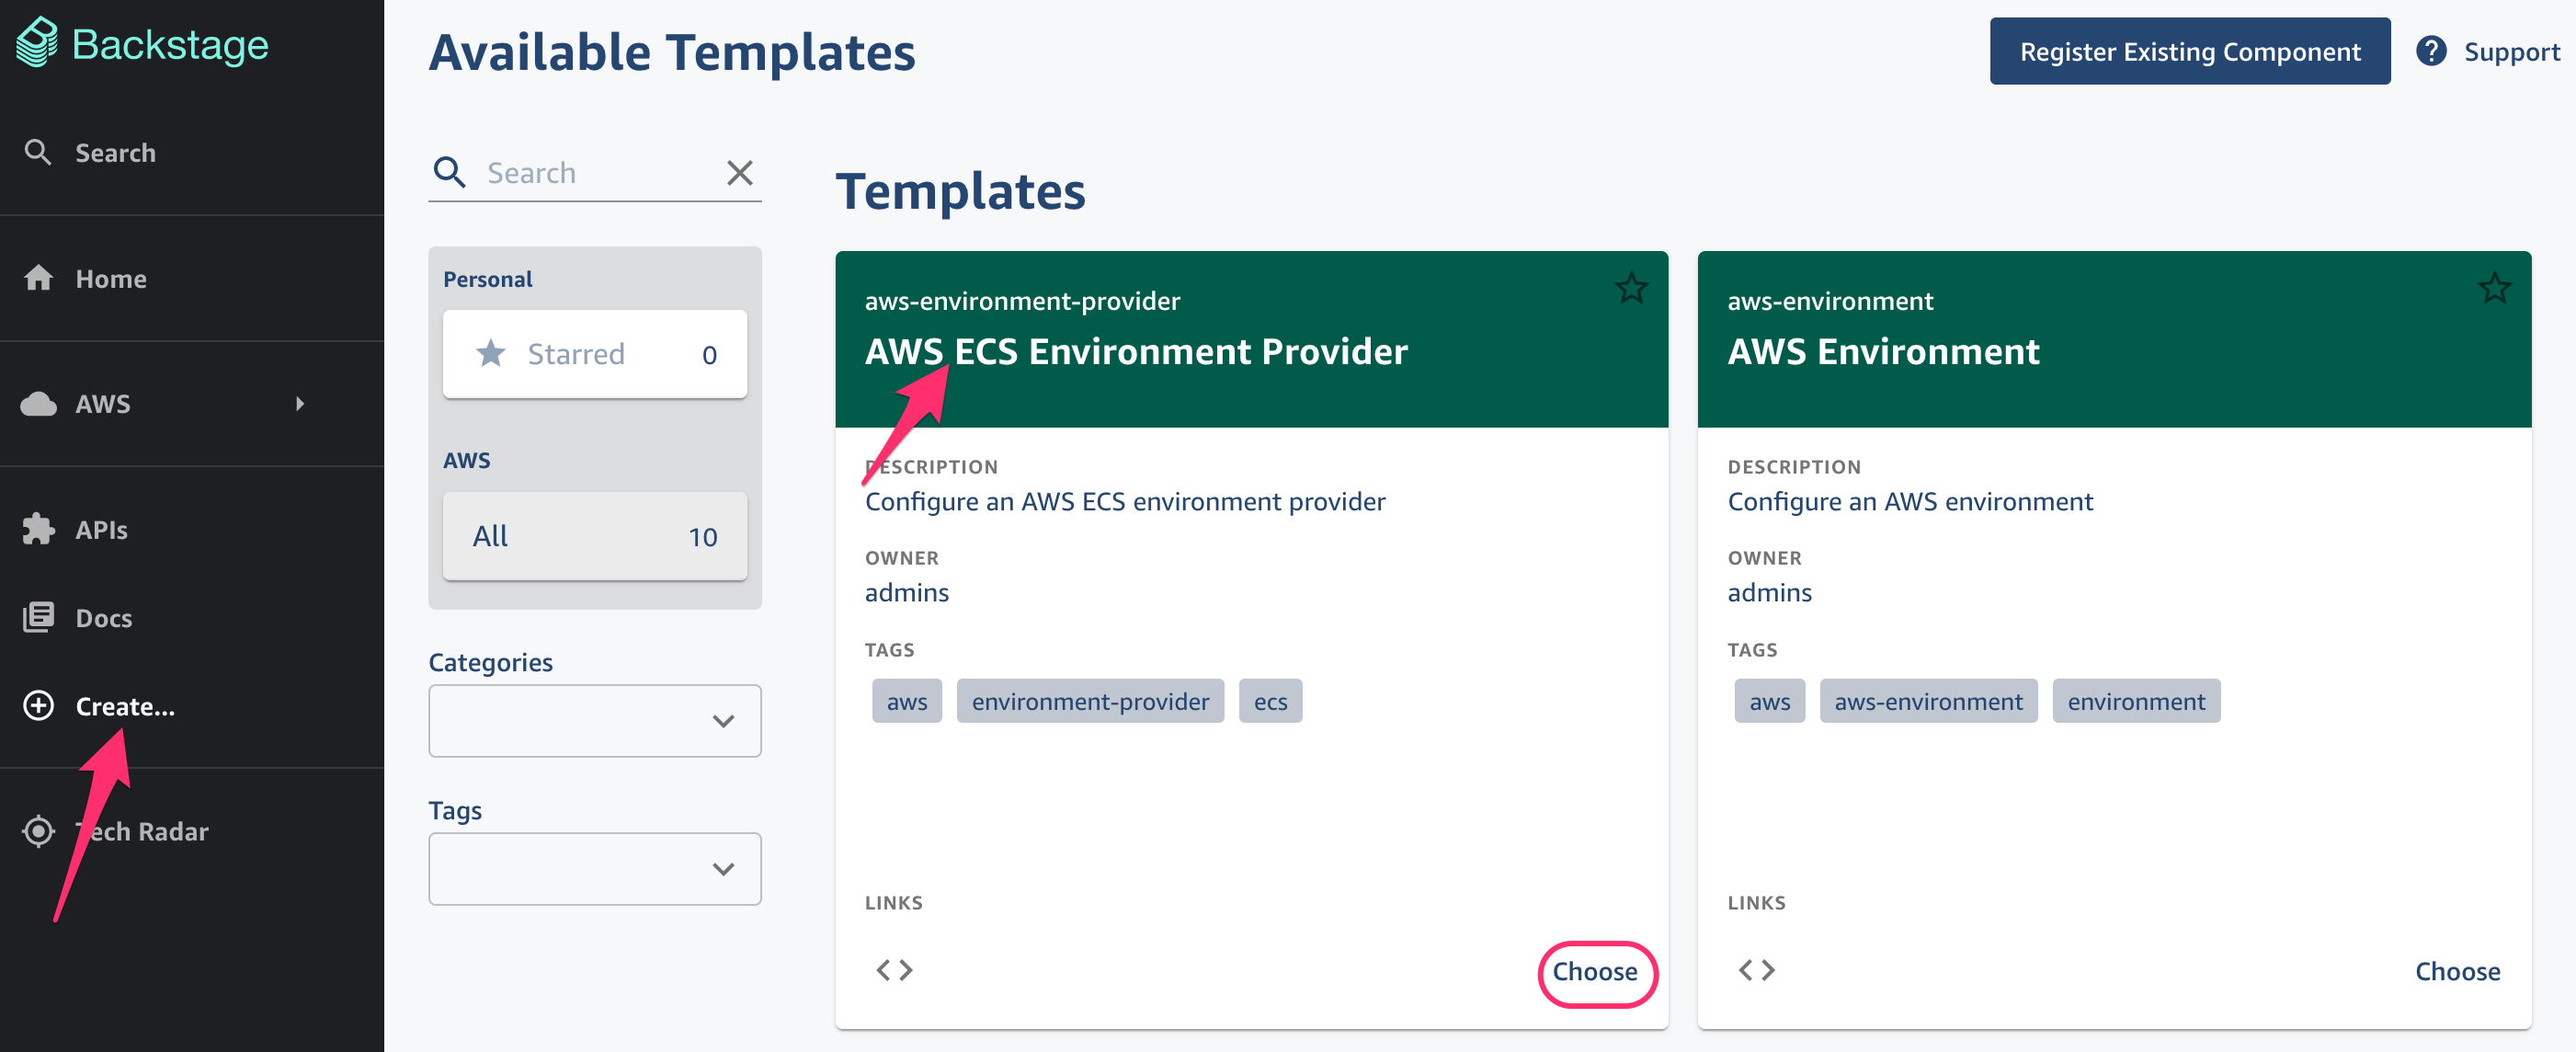 Backstage
Search
Home
AWS
APIs
Docs
Create...
Tech Radar
Available Templates
Register Existing Component
Support
Search
Personal
Starred 0
AWS
All 10
Categories
Tags
Templates
aws-environment-provider
AWS ECS Environment Provider
DESCRIPTION
Configure an AWS ECS environment provider
OWNER
admins
TAGS
aws environment-provider ecs
LINKS
Choose
aws-environment
AWS Environment
DESCRIPTION
Configure an AWS environment
OWNER
admins
TAGS
aws aws-environment environment
LINKS
Choose